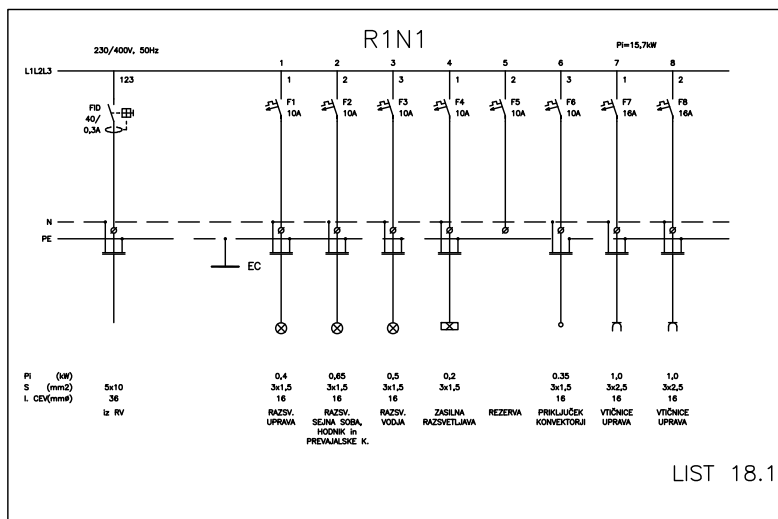 R1N1
230/400V, 50Hz
Pi=15,7kW
1 2 3 4 5 6 7 8
L1L2L3
123 1 2 3 1 2 3 1 2
FID
40/
0,3A
F1
10A
F2
10A
F3
10A
F4
10A
F5
10A
F6
10A
F7
16A
F8
16A
N
PE
EC
Pi (kW) 0,4 0,65 0,5 0,2 0.35 1,0 1,0
S (mm2) 5x10 3x1,5 3x1,5 3x1,5 3x1,5 3x1,5 3x2,5 3x2,5
I. CEV(mmø) 36 16 16 16 16 16 16
Iz RV
RAZSV.
UPRAVA
RAZSV.
SEJNA SOBA,
HODNIK in
PREVAJALSKE K.
RAZSV.
VODJA
ZASILNA
RAZSVETLJAVA
REZERVA
PRIKLJUČEK
KONVEKTORJI
VTIČNICE
UPRAVA
VTIČNICE
UPRAVA
LIST 18.1